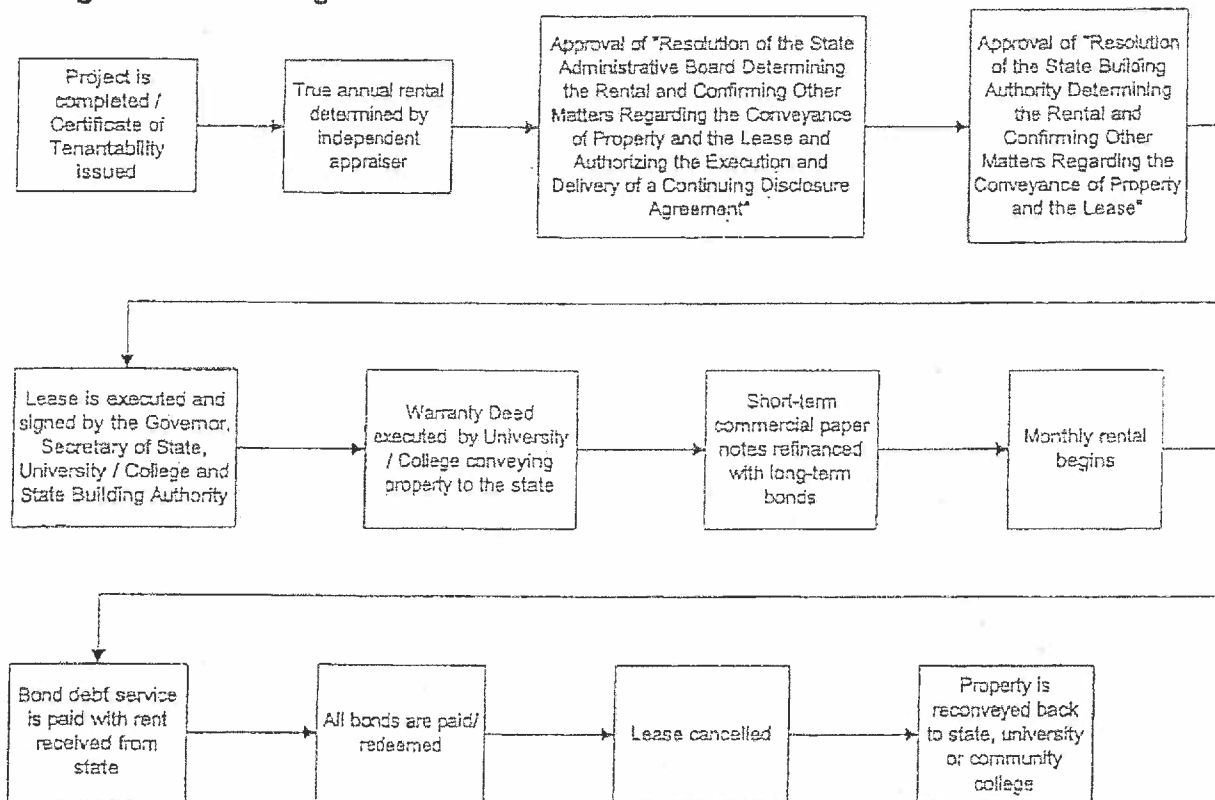 Project is
completed /
Certificate of
Tenantability
issued
True annual rental
determined by
independent
appraiser
Approval of "Resolution of the State
Administrative Board Determining
the Rental and Confirming Other
Matters Regarding the Conveyance
of Property and the Lease and
Authorizing the Execution and
Delivery of a Continuing Disclosure
Agreement"
Approval of "Resolution
of the State Building
Authority Determining
the Rental and
Confirming Other
Matters Regarding the
Conveyance of Property
and the Lease"
Lease is executed and
signed by the Governor,
Secretary of State,
University / College and
State Building Authority
Warranty Deed
executed by University
/ College conveying
property to the state
Short-term
commercial paper
notes refinanced
with long-term
bonds
Monthly rental
begins
Bond debt service
is paid with rent
received from
state
All bonds are paid/
redeemed
Lease cancelled
Property is
reconveyed back
to state, university
or community
college